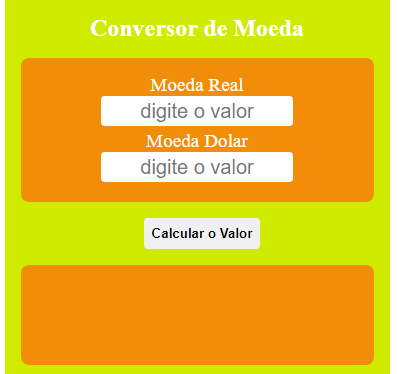 Conversor de Moeda
Moeda Real
digite o valor
Moeda Dolar
digite o valor
Calcular o Valor